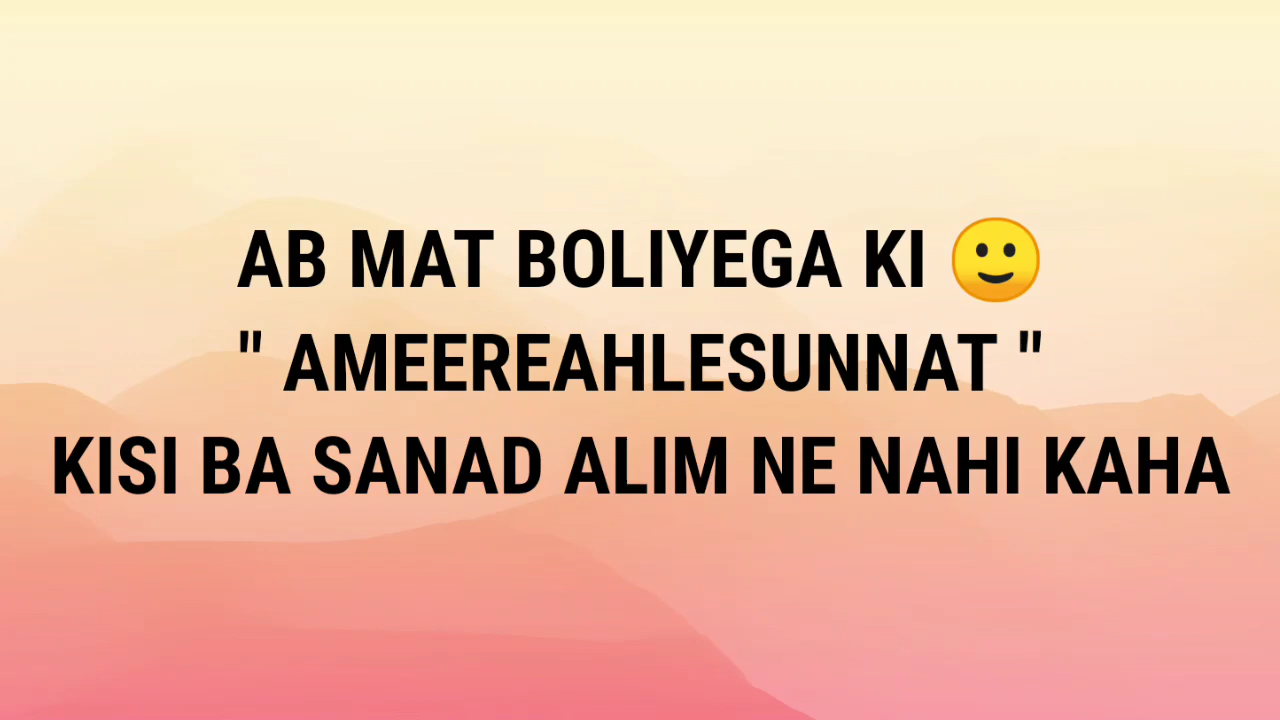 AB MAT BOLIYEGA KI 🙂
" AMEEREAHLESUNNAT "
KISI BA SANAD ALIM NE NAHI KAHA